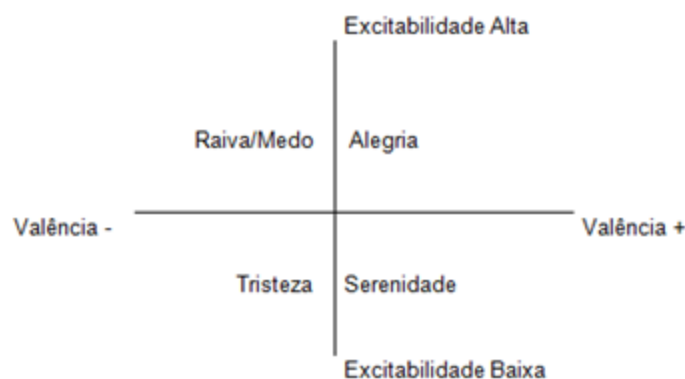 Excitabilidade Alta
Raiva/Medo Alegria
Valência - Valência +
Tristeza Serenidade
Excitabilidade Baixa